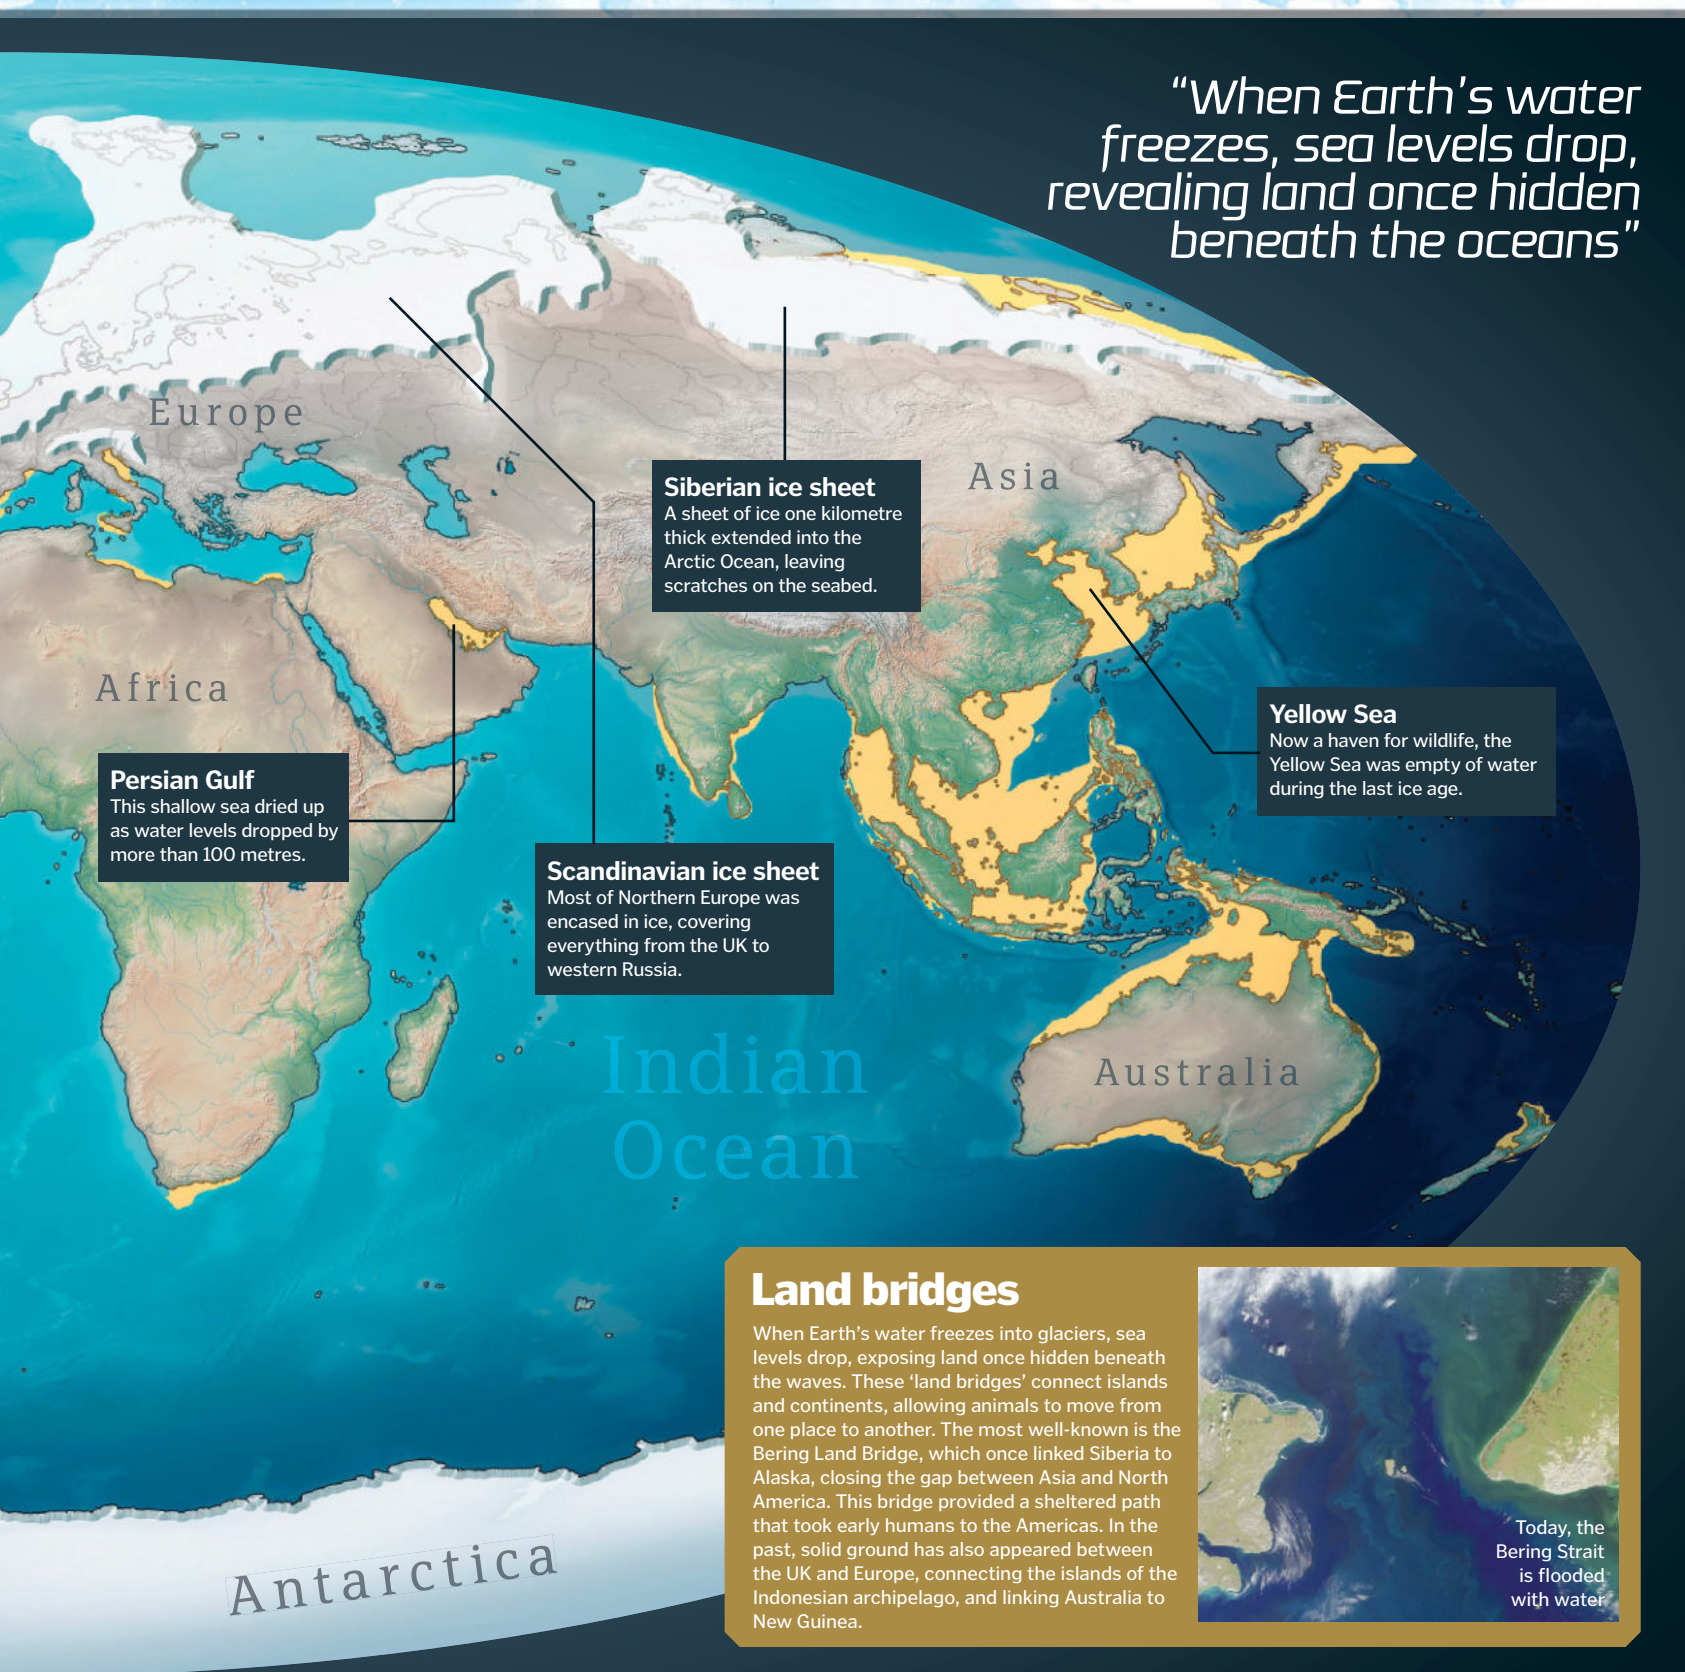 “When Earth’s water
freezes, sea levels drop,
revealing land once hidden
beneath the oceans”
Europe
Asia
Siberian ice sheet
A sheet of ice one kilometre
thick extended into the
Arctic Ocean, leaving
scratches on the seabed.
Africa
Yellow Sea
Now a haven for wildlife, the
Yellow Sea was empty of water
during the last ice age.
Persian Gulf
This shallow sea dried up
as water levels dropped by
more than 100 metres.
Scandinavian ice sheet
Most of Northern Europe was
encased in ice, covering
everything from the UK to
western Russia.
Indian
Ocean
Australia
Antarctica
Land bridges
When Earth’s water freezes into glaciers, sea
levels drop, exposing land once hidden beneath
the waves. These ‘land bridges’ connect islands
and continents, allowing animals to move from
one place to another. The most well-known is the
Bering Land Bridge, which once linked Siberia to
Alaska, closing the gap between Asia and North
America. This bridge provided a sheltered path
that took early humans to the Americas. In the
past, solid ground has also appeared between
the UK and Europe, connecting the islands of the
Indonesian archipelago, and linking Australia to
New Guinea.
Today, the
Bering Strait
is flooded
with water